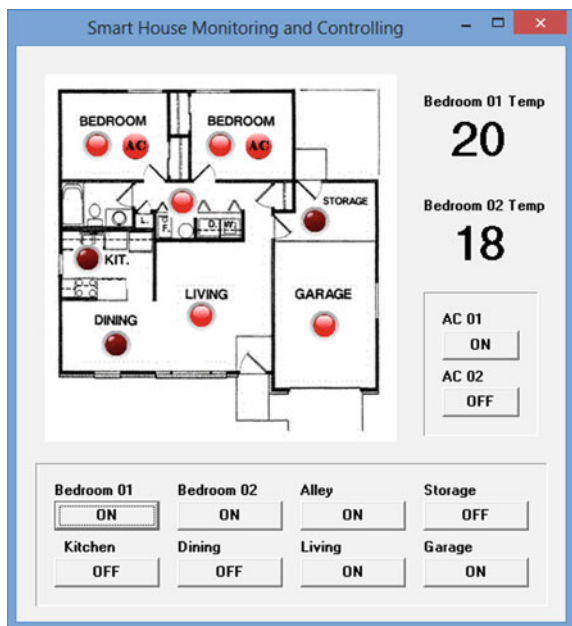 Smart House Monitoring and Controlling
BEDROOM BEDROOM
AC AC
STORAGE
L. F. D. W.
KIT.
LIVING GARAGE
DINING
Bedroom 01 Temp
20
Bedroom 02 Temp
18
AC 01
ON
AC 02
OFF
Bedroom 01 Bedroom 02 Alley Storage
ON ON ON OFF
Kitchen Dining Living Garage
OFF OFF ON ON